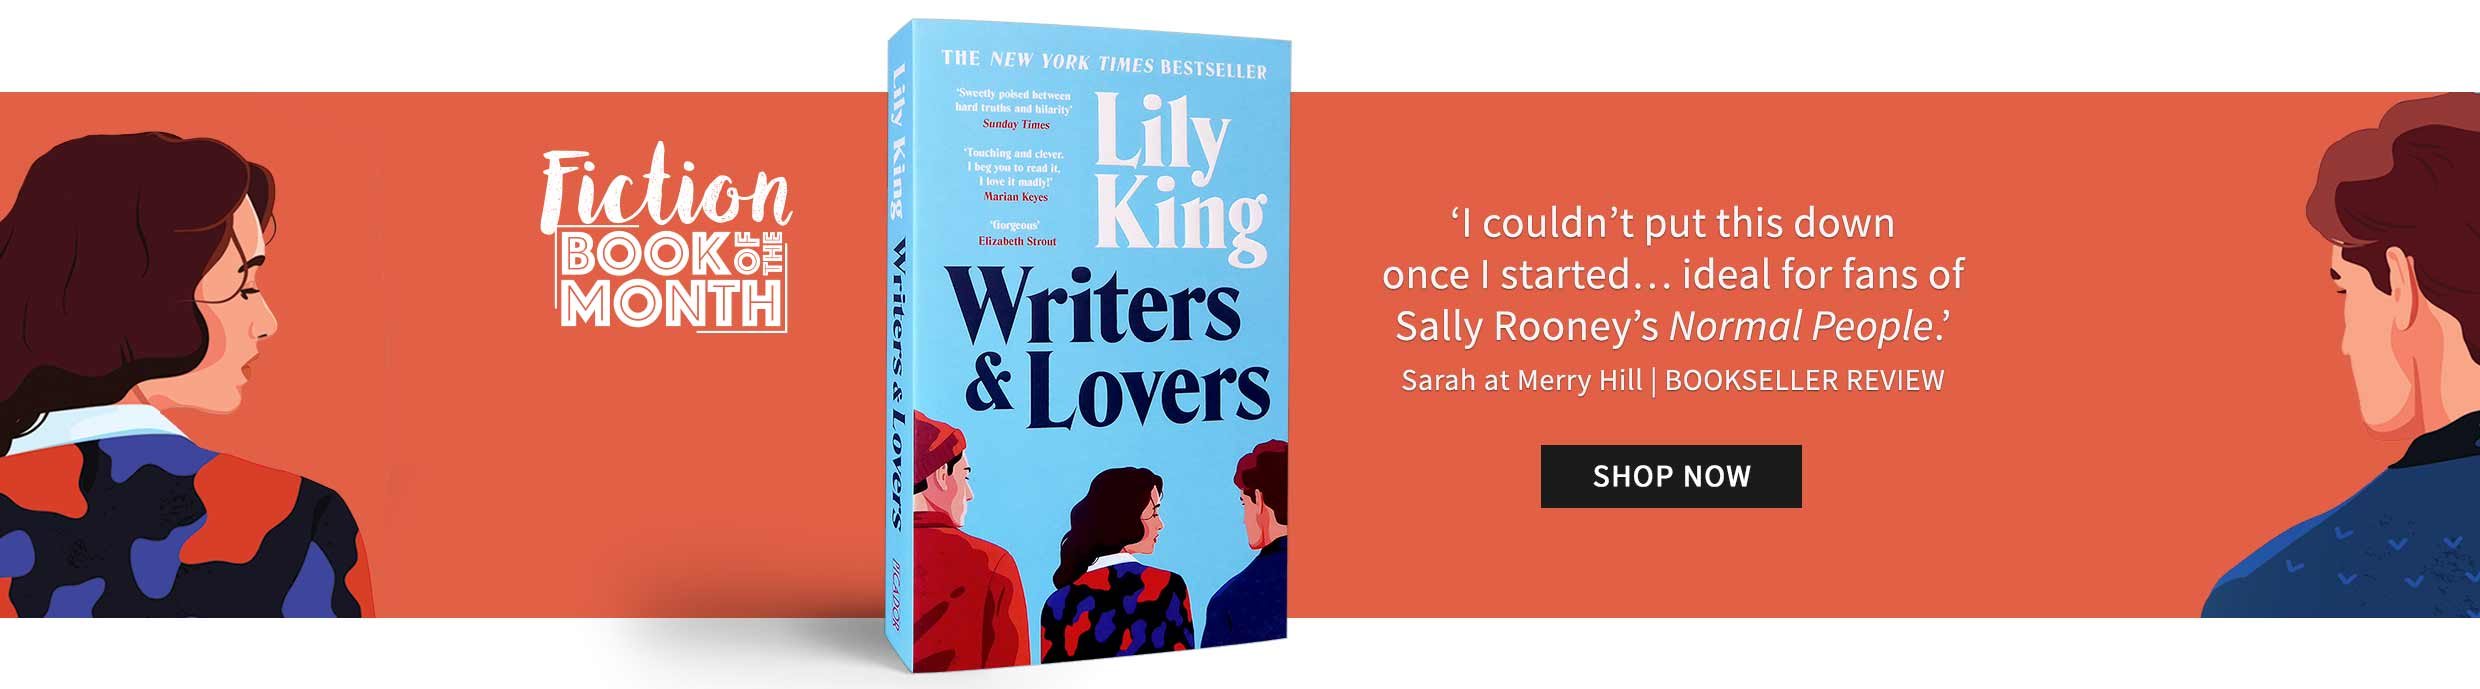 Fiction
BOOK OF THE
MONTH
Lily King Writers & Lovers PICADOR
THE NEW YORK TIMES BESTSELLER
‘Sweetly poised between
hard truths and hilarity’
Sunday Times
‘Touching and clever.
I beg you to read it,
I love it madly!’
Marian Keyes
‘Gorgeous’
Elizabeth Strout
Lily
King
Writers
& Lovers
‘I couldn’t put this down
once I started… ideal for fans of
Sally Rooney’s Normal People.’
Sarah at Merry Hill | BOOKSELLER REVIEW
SHOP NOW